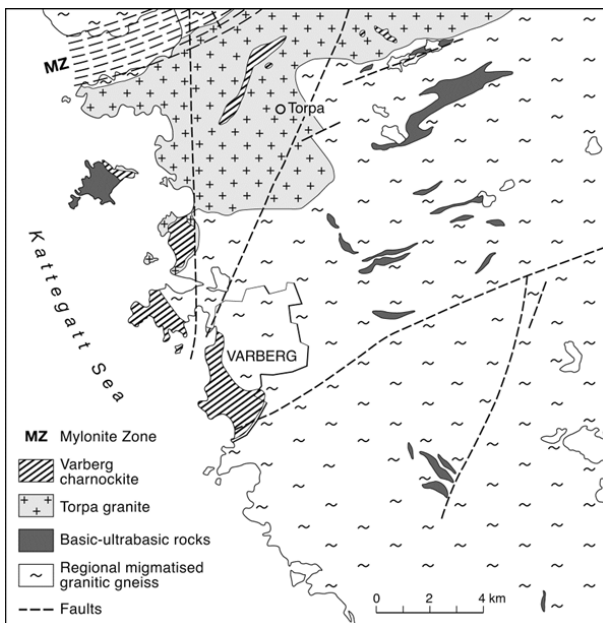 MZ
Torpa
Kattegatt Sea
VARBERG
MZ Mylonite Zone
Varberg
charnockite
Torpa granite
Basic-ultrabasic rocks
Regional migmatised
granitic gneiss
Faults
0 2 4 km